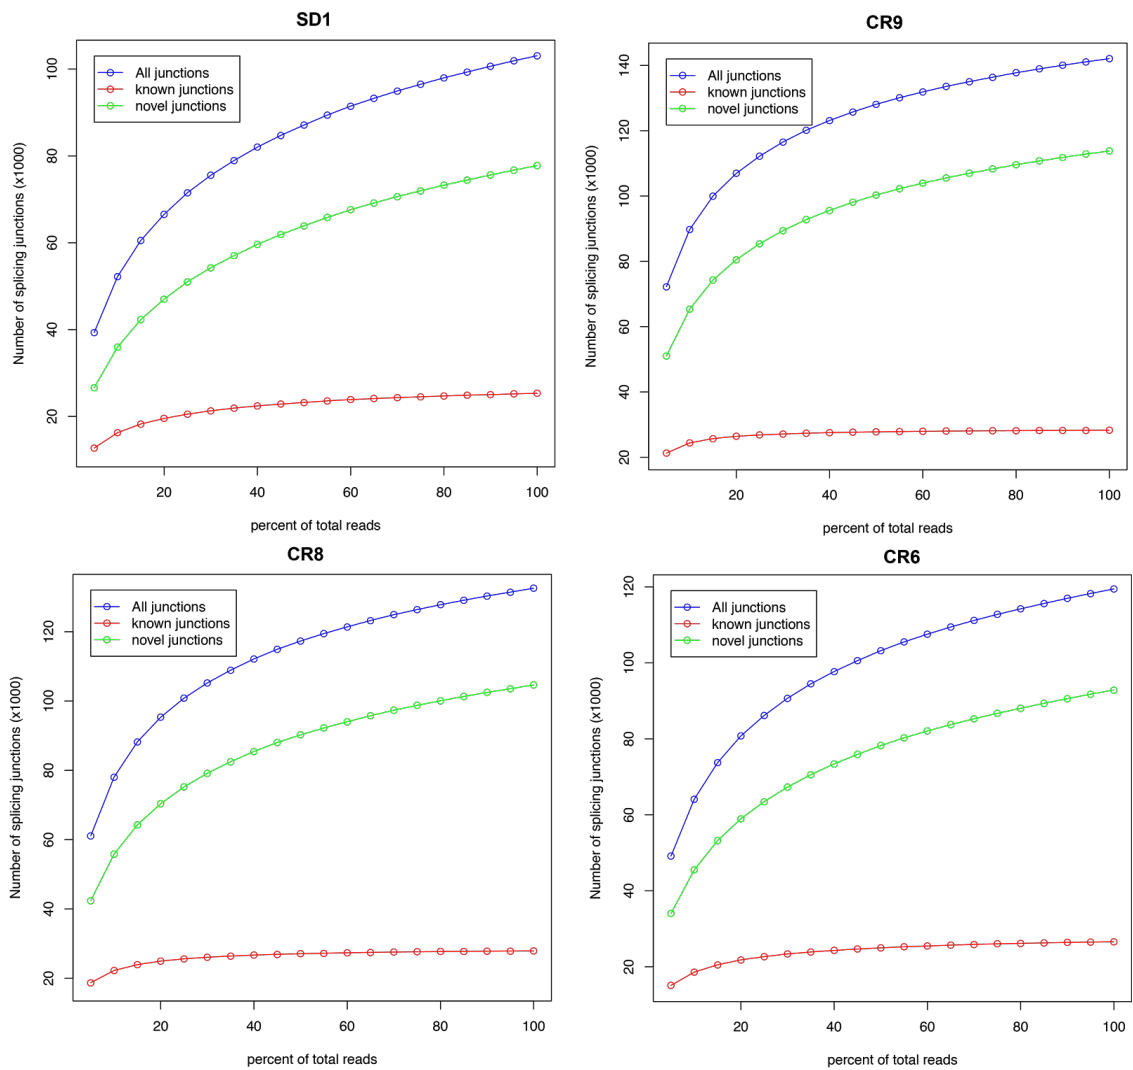 SD1
All junctions
known junctions
novel junctions
Number of splicing junctions (x1000)
100
80
60
40
20
20 40 60 80 100
percent of total reads
CR9
All junctions
known junctions
novel junctions
Number of splicing junctions (x1000)
140
120
100
80
60
40
20
20 40 60 80 100
percent of total reads
CR8
All junctions
known junctions
novel junctions
Number of splicing junctions (x1000)
120
100
80
60
40
20
20 40 60 80 100
percent of total reads
CR6
All junctions
known junctions
novel junctions
Number of splicing junctions (x1000)
120
100
80
60
40
20
20 40 60 80 100
percent of total reads